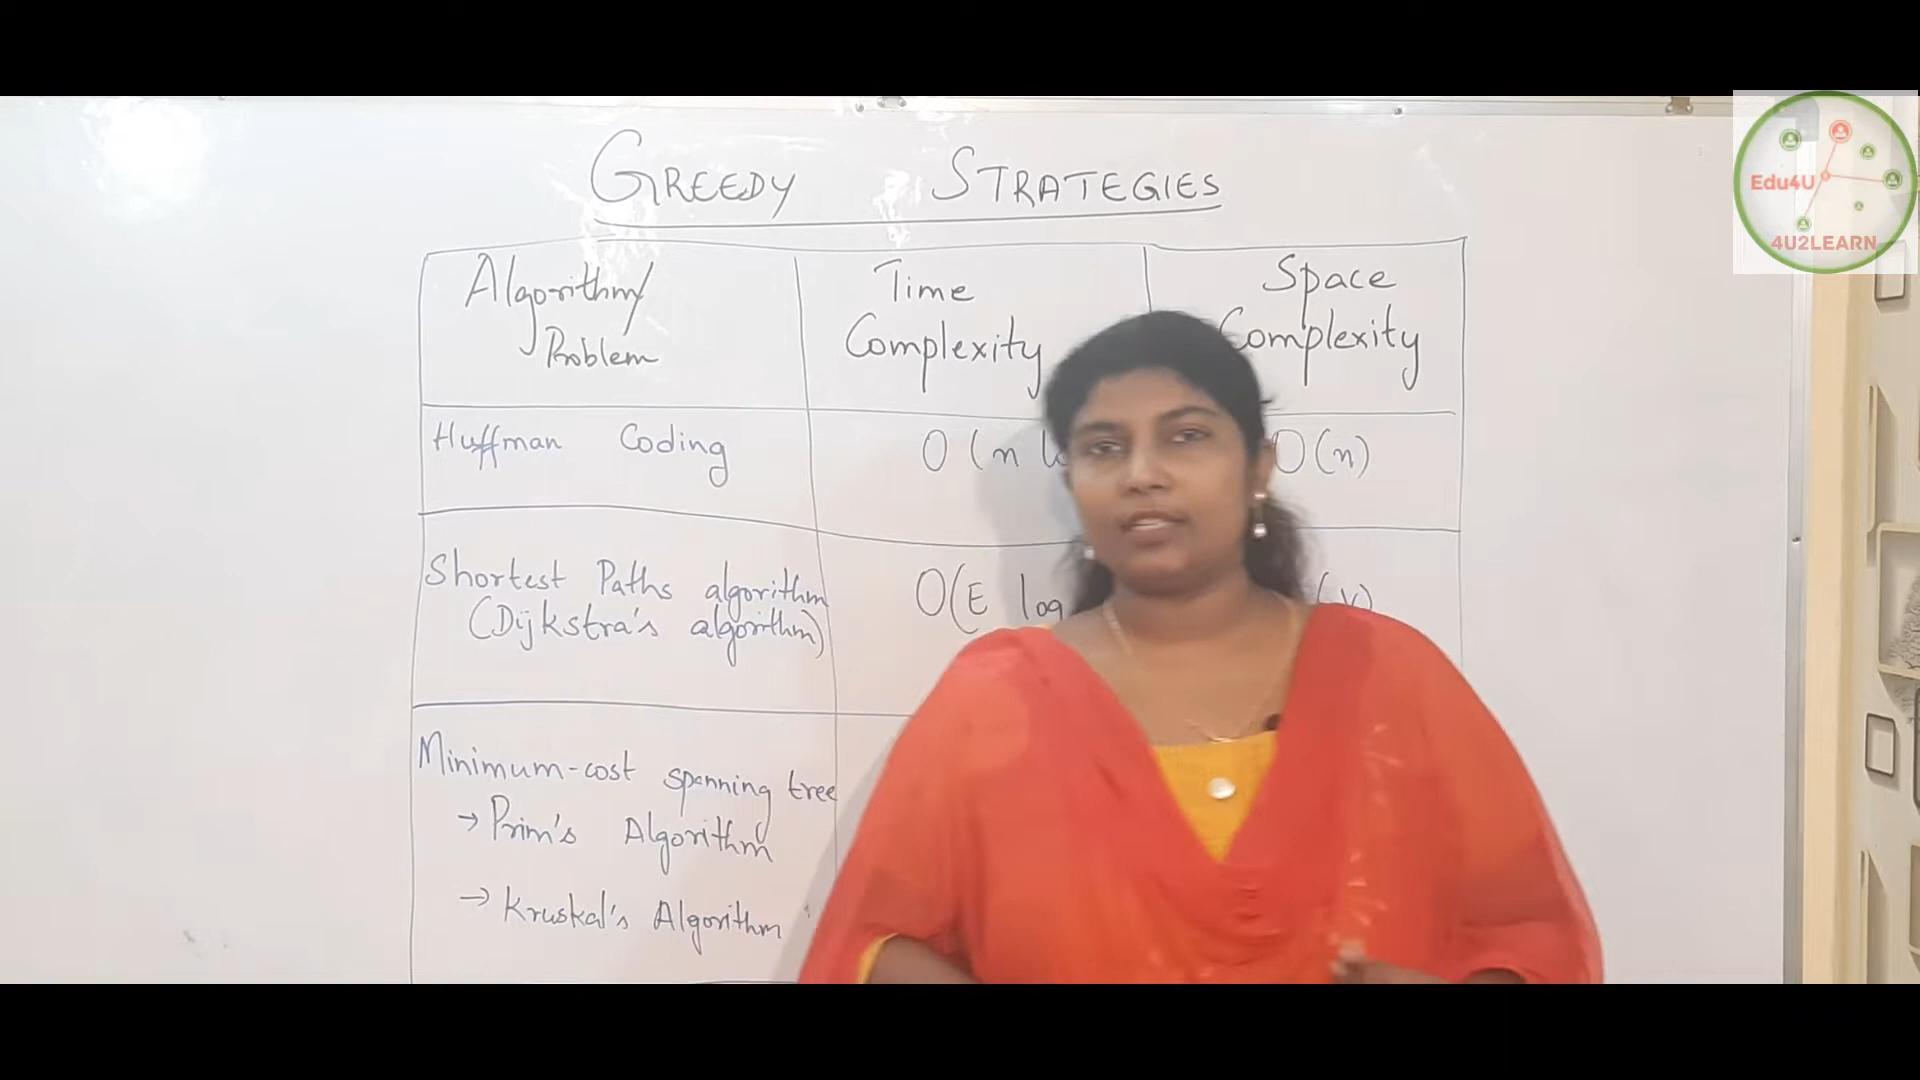 GREEDY STRATEGIES
Algorithm/
Problem
Time
Complexity
Space
Complexity
Huffman Coding
O(n
O(n)
Shortest Paths algorithm
(Dijkstra's algorithm)
O(E log
(V)
Minimum-cost spanning tree
→ Prim's Algorithm
→ Kruskal's Algorithm
Edu4U
4U2LEARN